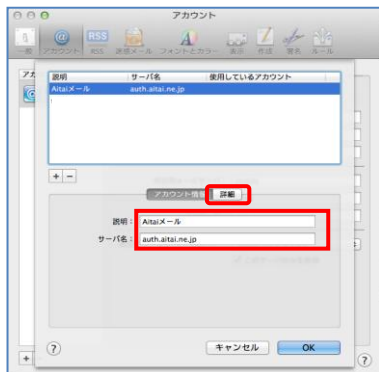 アカウント
一般 アカウント RSS 迷惑メール フォントとカラー 表示 作成 署名 ルール
説明 サーバ名 使用しているアカウント
Aitaiメール auth.aitai.ne.jp
+ −
アカウント情報 詳細
説明： Aitaiメール
サーバ名： auth.aitai.ne.jp
? キャンセル OK
+ ?